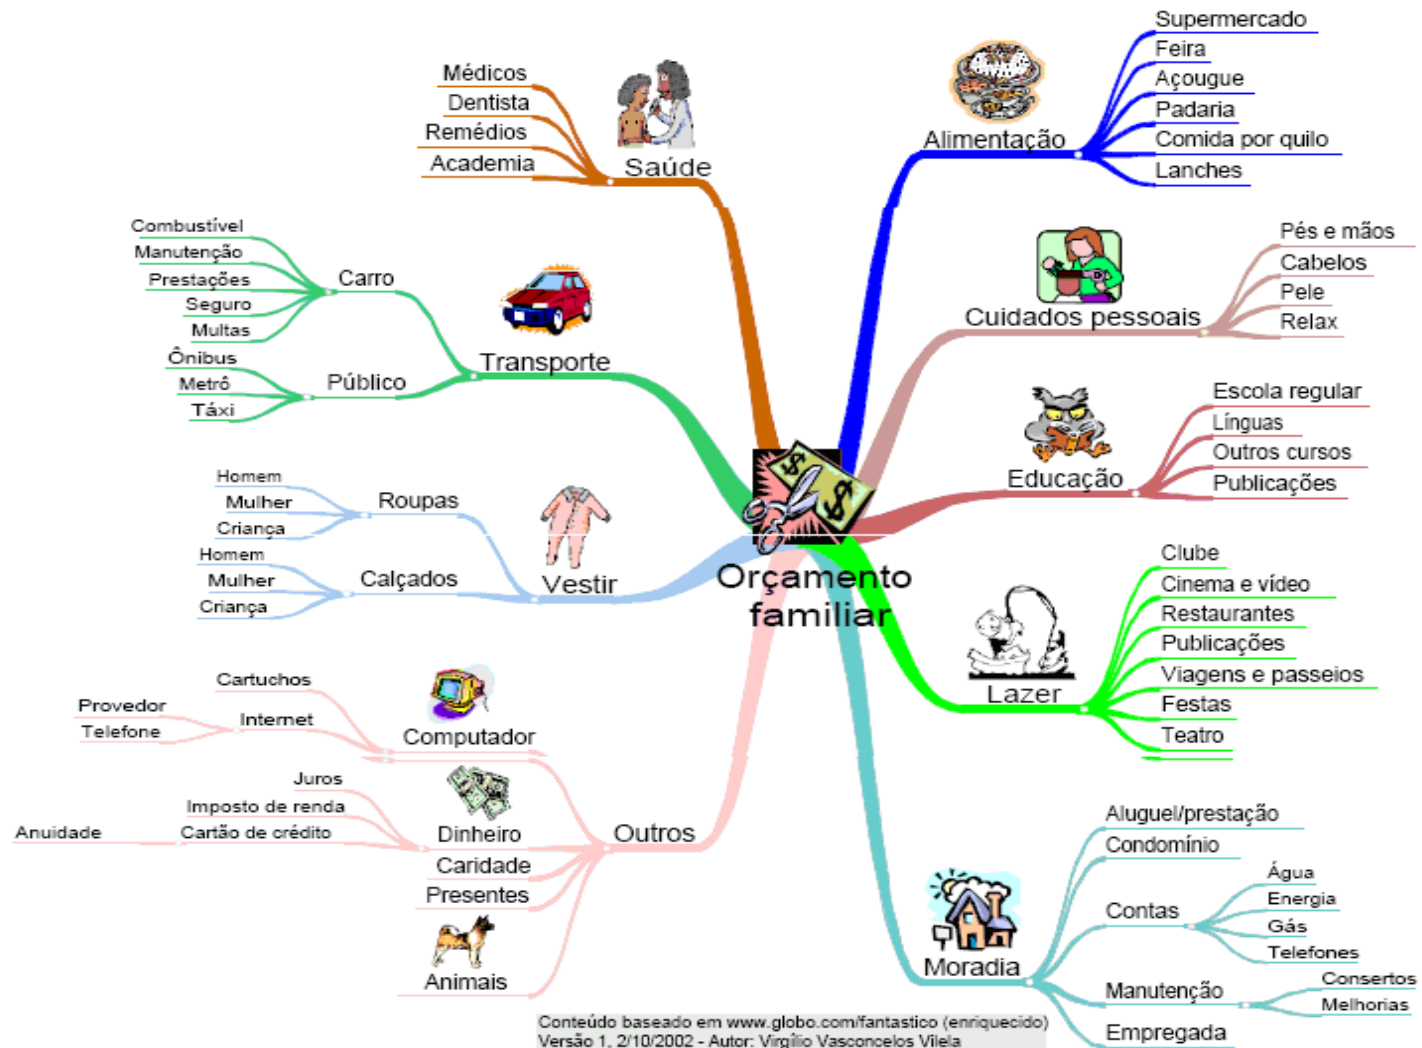 Orçamento
familiar
Saúde
Médicos
Dentista
Remédios
Academia
Transporte
Carro
Combustível
Manutenção
Prestações
Seguro
Multas
Público
Ônibus
Metrô
Táxi
Vestir
Roupas
Homem
Mulher
Criança
Calçados
Homem
Mulher
Criança
Outros
Computador
Cartuchos
Internet
Provedor
Telefone
Dinheiro
Juros
Imposto de renda
Cartão de crédito
Anuidade
Caridade
Presentes
Animais
Alimentação
Supermercado
Feira
Açougue
Padaria
Comida por quilo
Lanches
Cuidados pessoais
Pés e mãos
Cabelos
Pele
Relax
Educação
Escola regular
Línguas
Outros cursos
Publicações
Lazer
Clube
Cinema e vídeo
Restaurantes
Publicações
Viagens e passeios
Festas
Teatro
Moradia
Aluguel/prestação
Condomínio
Contas
Água
Energia
Gás
Telefones
Manutenção
Consertos
Melhorias
Empregada
Conteúdo baseado em www.globo.com/fantastico (enriquecido)
Versão 1, 2/10/2002 - Autor: Virgílio Vasconcelos Vilela